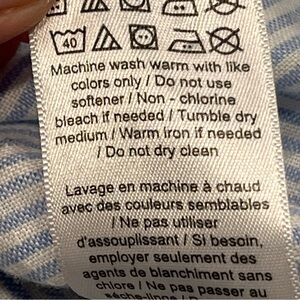 40
Machine wash warm with like
colors only / Do not use
softener / Non - chlorine
bleach if needed / Tumble dry
medium / Warm iron if needed
/ Do not dry clean
Lavage en machine à chaud
avec des couleurs semblables
/ Ne pas utiliser
d'assouplissant / Si besoin,
employer seulement des
agents de blanchiment sans
chlore / Ne pas passer au
sèche-linge /